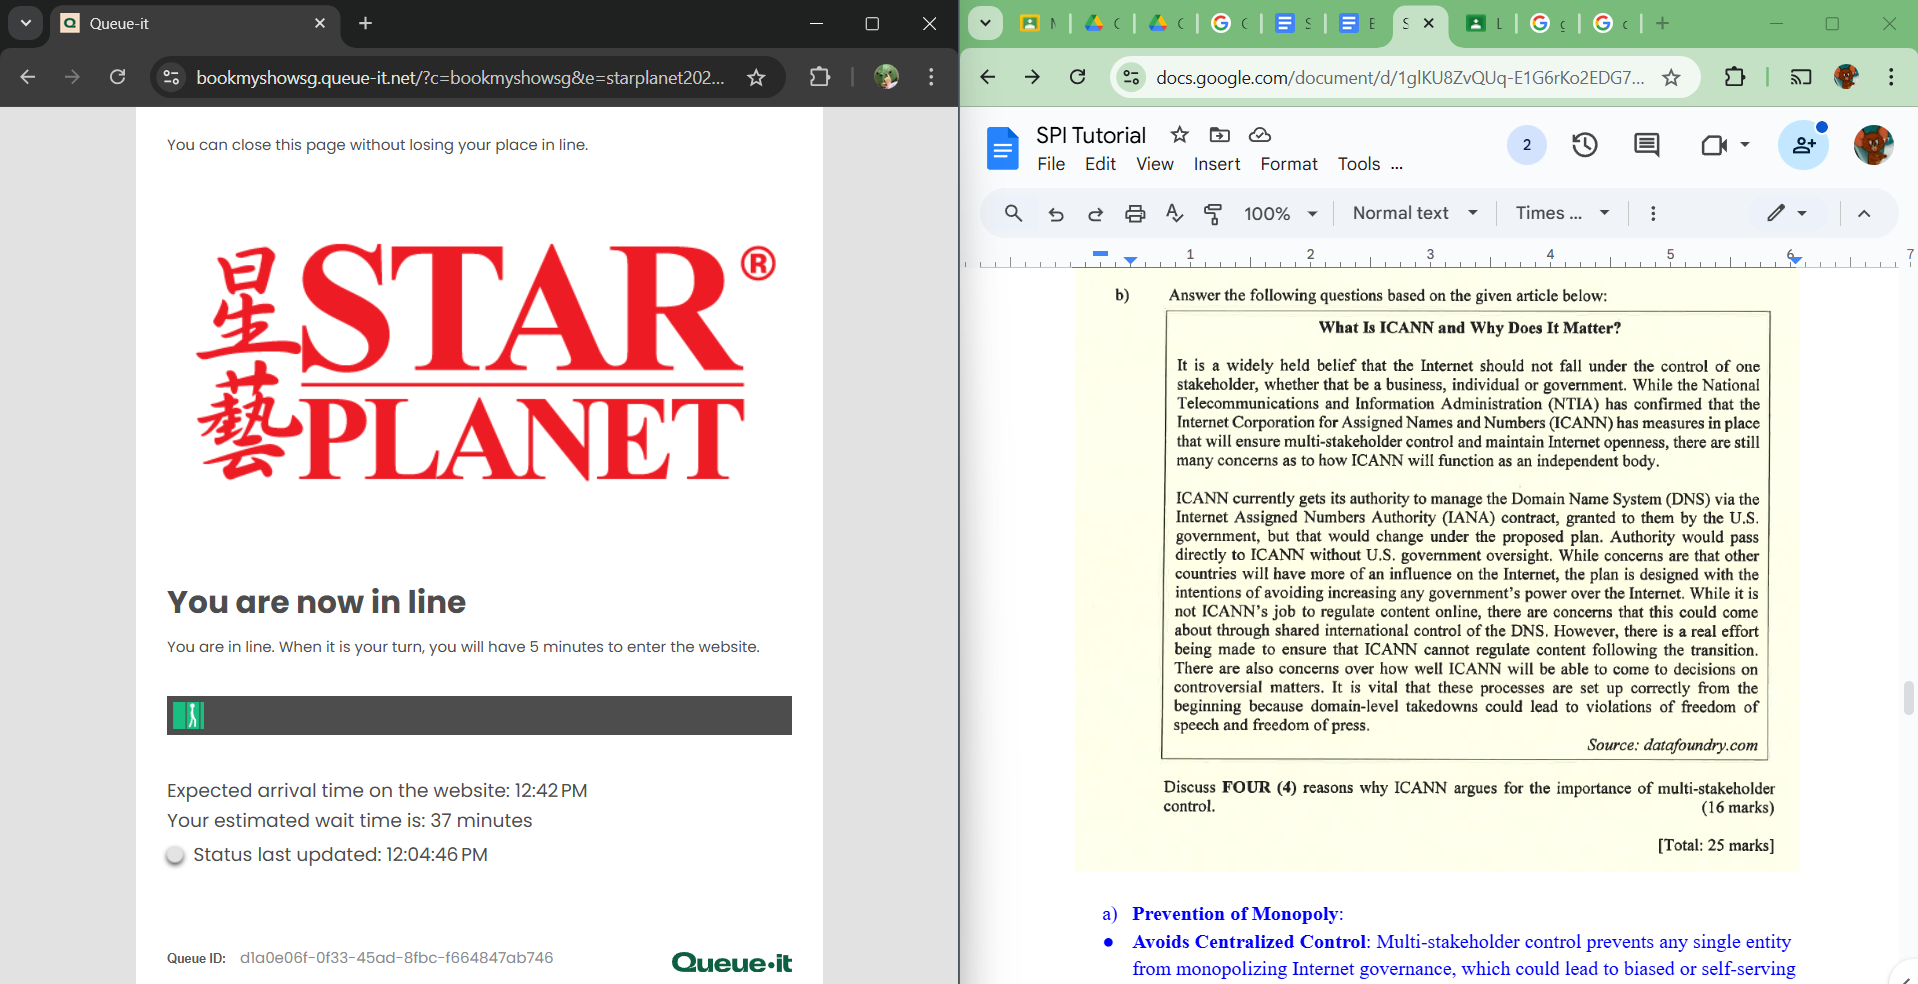 Queue-it
bookmyshowsg.queue-it.net/?c=bookmyshowsg&e=starplanet202...
You can close this page without losing your place in line.
星藝
STAR®
PLANET
You are now in line
You are in line. When it is your turn, you will have 5 minutes to enter the website.
Expected arrival time on the website: 12:42 PM
Your estimated wait time is: 37 minutes
Status last updated: 12:04:46 PM
Queue ID: d1a0e06f-0f33-45ad-8fbc-f664847ab746
Queue-it
docs.google.com/document/d/1glKU8ZvQUq-E1G6rKo2EDG7...
SPI Tutorial
2
File Edit View Insert Format Tools ...
100% Normal text Times ...
1 2 3 4 5 6 7
b) Answer the following questions based on the given article below:
What Is ICANN and Why Does It Matter?
It is a widely held belief that the Internet should not fall under the control of one
stakeholder, whether that be a business, individual or government. While the National
Telecommunications and Information Administration (NTIA) has confirmed that the
Internet Corporation for Assigned Names and Numbers (ICANN) has measures in place
that will ensure multi-stakeholder control and maintain Internet openness, there are still
many concerns as to how ICANN will function as an independent body.
ICANN currently gets its authority to manage the Domain Name System (DNS) via the
Internet Assigned Numbers Authority (IANA) contract, granted to them by the U.S.
government, but that would change under the proposed plan. Authority would pass
directly to ICANN without U.S. government oversight. While concerns are that other
countries will have more of an influence on the Internet, the plan is designed with the
intentions of avoiding increasing any government's power over the Internet. While it is
not ICANN's job to regulate content online, there are concerns that this could come
about through shared international control of the DNS. However, there is a real effort
being made to ensure that ICANN cannot regulate content following the transition.
There are also concerns over how well ICANN will be able to come to decisions on
controversial matters. It is vital that these processes are set up correctly from the
beginning because domain-level takedowns could lead to violations of freedom of
speech and freedom of press.
Source: datafoundry.com
Discuss FOUR (4) reasons why ICANN argues for the importance of multi-stakeholder
control. (16 marks)
[Total: 25 marks]
a) Prevention of Monopoly:
● Avoids Centralized Control: Multi-stakeholder control prevents any single entity
from monopolizing Internet governance, which could lead to biased or self-serving